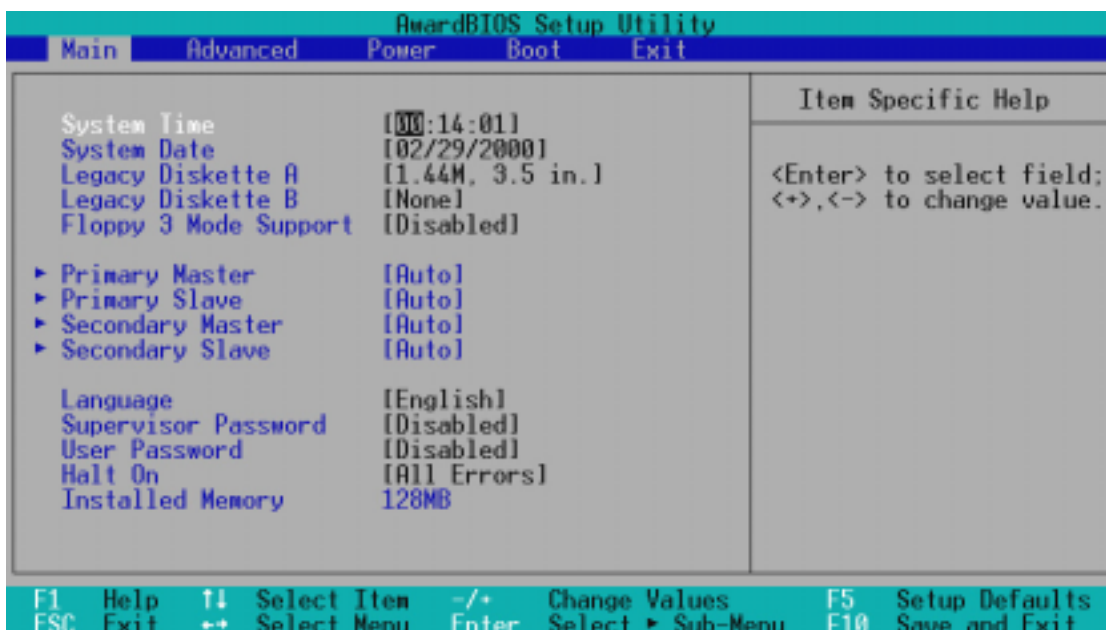 AwardBIOS Setup Utility
Main Advanced Power Boot Exit
Item Specific Help
System Time [00:14:01]
System Date [02/29/2000]
Legacy Diskette A [1.44M, 3.5 in.]
Legacy Diskette B [None]
Floppy 3 Mode Support [Disabled]
<Enter> to select field;
<+>,<-> to change value.
► Primary Master [Auto]
► Primary Slave [Auto]
► Secondary Master [Auto]
► Secondary Slave [Auto]
Language [English]
Supervisor Password [Disabled]
User Password [Disabled]
Halt On [All Errors]
Installed Memory 128MB
F1 Help ↑↓ Select Item -/+ Change Values F5 Setup Defaults
ESC Exit ←→ Select Menu Enter Select ► Sub-Menu F10 Save and Exit